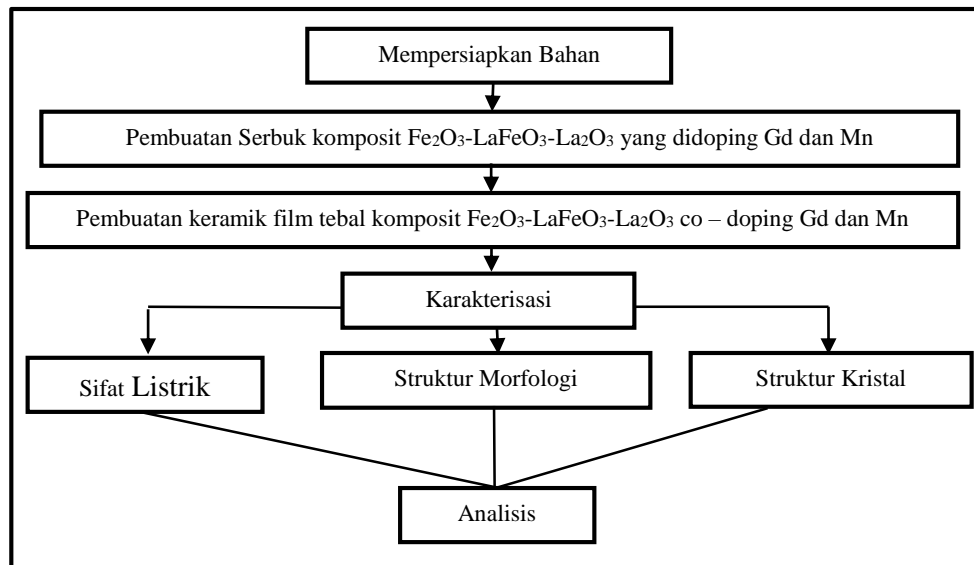 Mempersiapkan Bahan
Pembuatan Serbuk komposit Fe₂O₃-LaFeO₃-La₂O₃ yang didoping Gd dan Mn
Pembuatan keramik film tebal komposit Fe₂O₃-LaFeO₃-La₂O₃ co – doping Gd dan Mn
Karakterisasi
Sifat Listrik
Struktur Morfologi
Struktur Kristal
Analisis